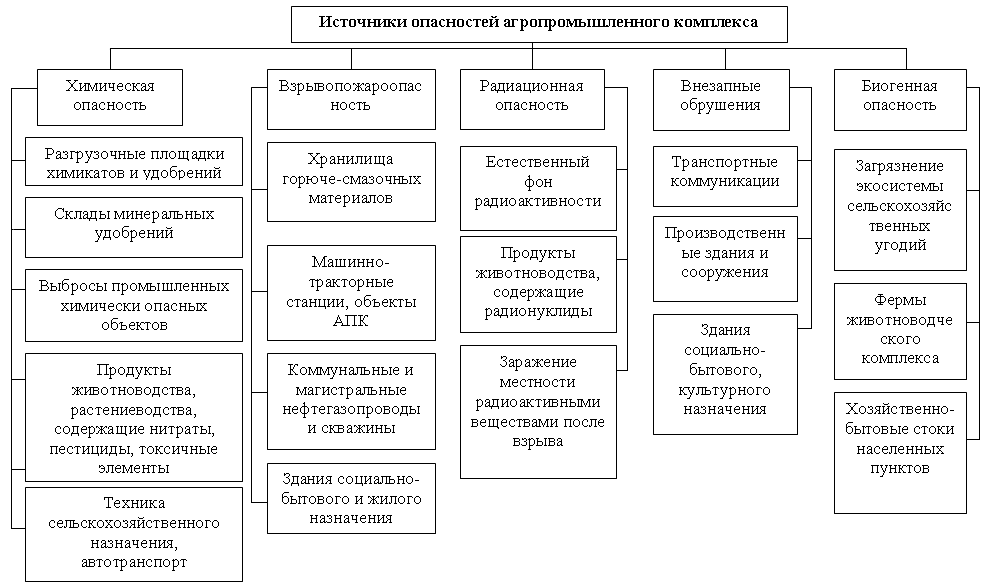 Источники опасностей агропромышленного комплекса
Химическая
опасность
Разгрузочные площадки
химикатов и удобрений
Склады минеральных
удобрений
Выбросы промышленных
химически опасных
объектов
Продукты
животноводства,
растениеводства,
содержащие нитраты,
пестициды, токсичные
элементы
Техника
сельскохозяйственного
назначения,
автотранспорт
Взрывопожароопас
ность
Хранилища
горюче-смазочных
материалов
Машинно-
тракторные
станции, объекты
АПК
Коммунальные и
магистральные
нефтегазопроводы
и скважины
Здания социально-
бытового и жилого
назначения
Радиационная
опасность
Естественный
фон
радиоактивности
Продукты
животноводства,
содержащие
радионуклиды
Заражение
местности
радиоактивными
веществами после
взрыва
Внезапные
обрушения
Транспортные
коммуникации
Производственн
ые здания и
сооружения
Здания
социально-
бытового,
культурного
назначения
Биогенная
опасность
Загрязнение
экосистемы
сельскохозяйс
твенных
угодий
Фермы
животноводче
ского
комплекса
Хозяйственно-
бытовые стоки
населенных
пунктов